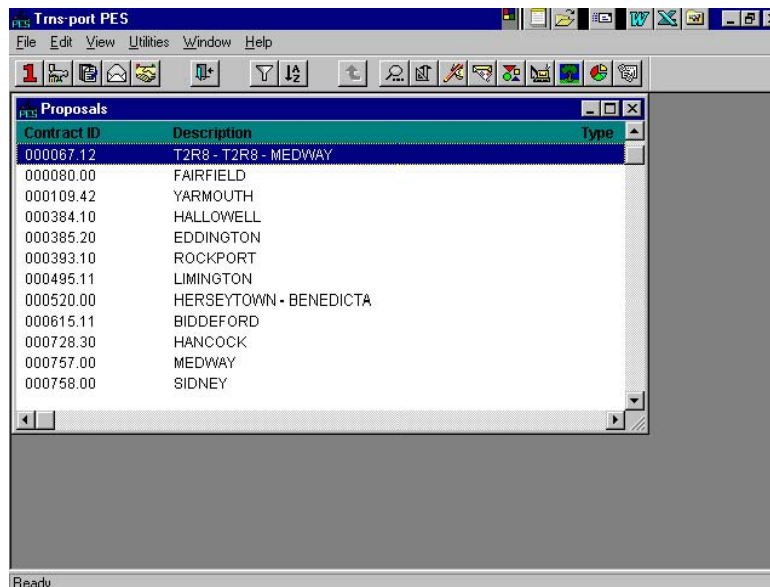 Trns·port PES
File Edit View Utilities Window Help
Proposals
Contract ID Description Type
000067.12 T2R8 - T2R8 - MEDWAY
000080.00 FAIRFIELD
000109.42 YARMOUTH
000384.10 HALLOWELL
000385.20 EDDINGTON
000393.10 ROCKPORT
000495.11 LIMINGTON
000520.00 HERSEYTOWN - BENEDICTA
000615.11 BIDDEFORD
000728.30 HANCOCK
000757.00 MEDWAY
000758.00 SIDNEY
Ready